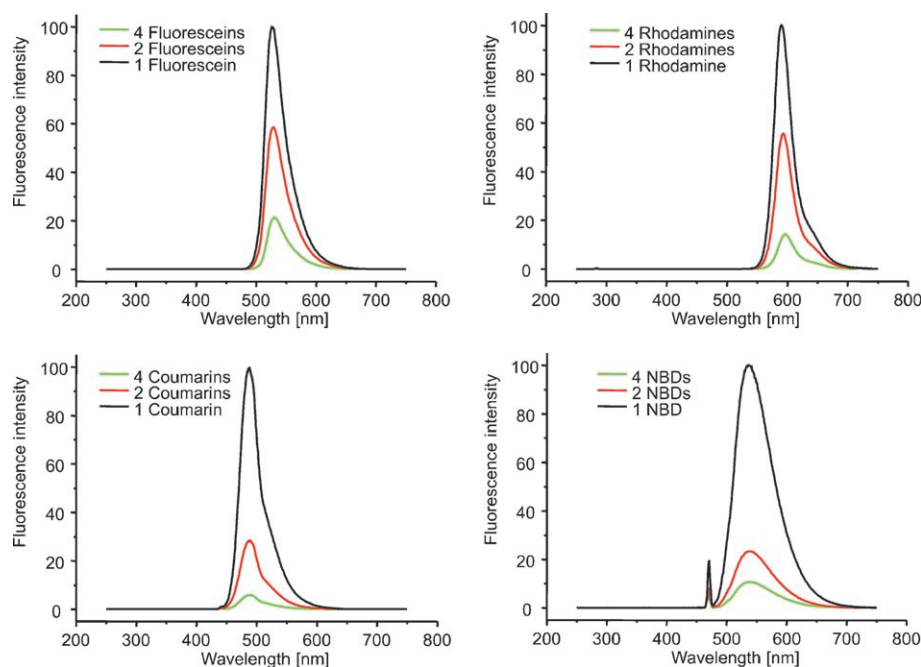 Fluorescence intensity
100
80
60
40
20
0
4 Fluoresceins
2 Fluoresceins
1 Fluorescein
200 300 400 500 600 700 800
Wavelength [nm]
Fluorescence intensity
100
80
60
40
20
0
4 Rhodamines
2 Rhodamines
1 Rhodamine
200 300 400 500 600 700 800
Wavelength [nm]
Fluorescence intensity
100
80
60
40
20
0
4 Coumarins
2 Coumarins
1 Coumarin
200 300 400 500 600 700 800
Wavelength [nm]
Fluorescence intensity
100
80
60
40
20
0
4 NBDs
2 NBDs
1 NBD
200 300 400 500 600 700 800
Wavelength [nm]